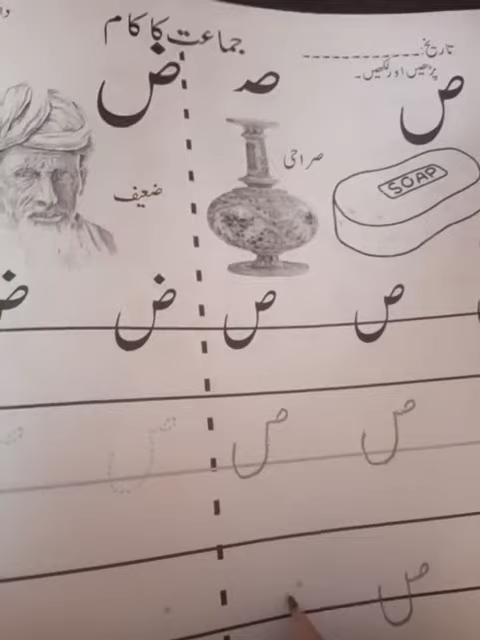 جماعت کا کام
تاریخ:
پڑھیں اور لکھیں۔
ص صـ ض
صراحی
ضعیف
SOAP
ص ص ض ض
ص ص ض
ص